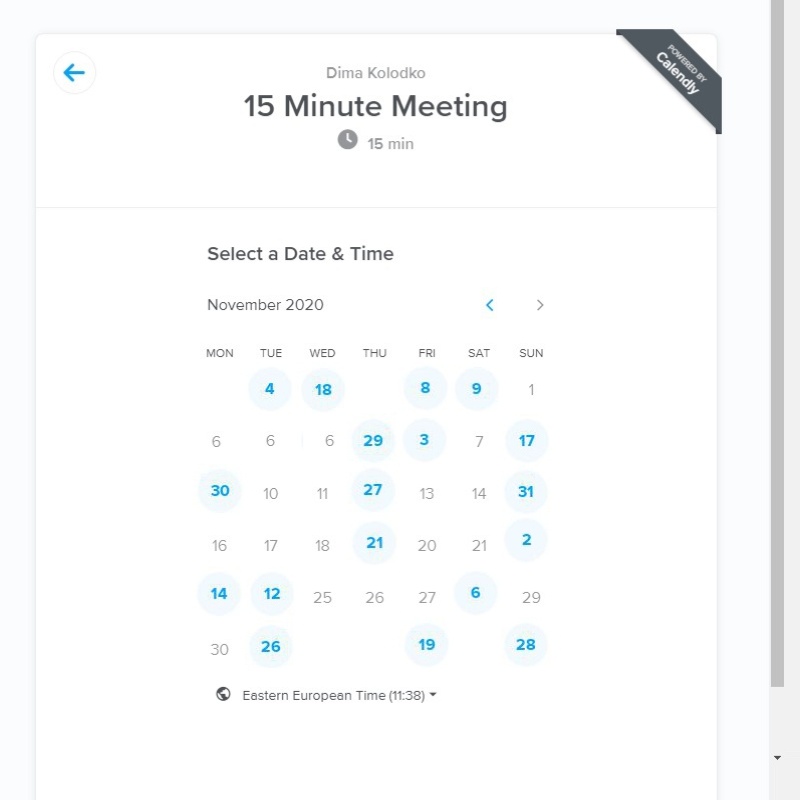 Dima Kolodko
POWERED BY
Calendly
15 Minute Meeting
15 min
Select a Date & Time
November 2020
MON TUE WED THU FRI SAT SUN
4 18 8 9 1
6 6 6 29 3 7 17
30 10 11 27 13 14 31
16 17 18 21 20 21 2
14 12 25 26 27 6 29
30 26 19 28
Eastern European Time (11:38)